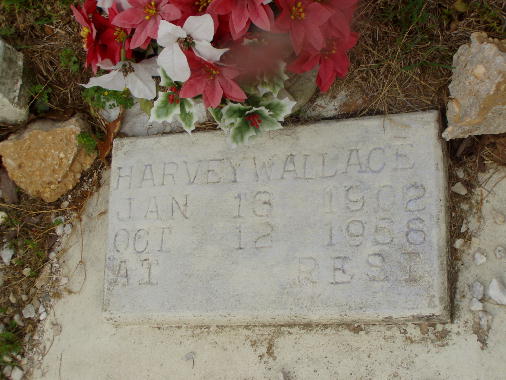 HARVEY WALLACE
JAN 13 1902
OCT 12 1958
AT REST